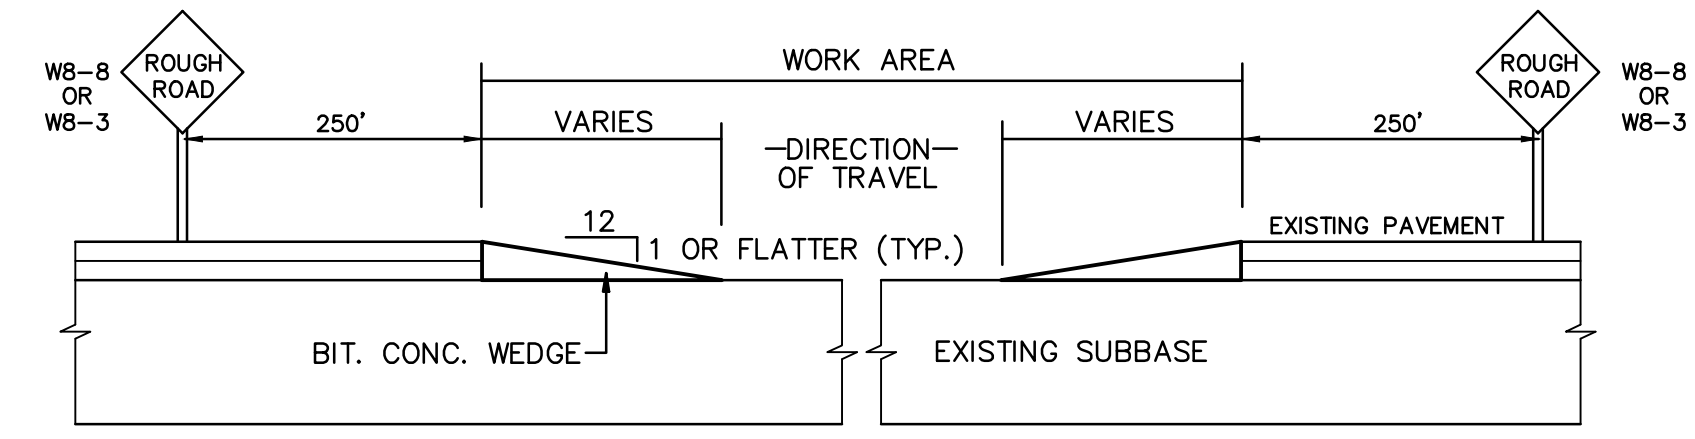 ROUGH
ROAD
W8-8
OR
W8-3
250'
WORK AREA
VARIES
VARIES
-DIRECTION-
OF TRAVEL
250'
ROUGH
ROAD
W8-8
OR
W8-3
12
1 OR FLATTER (TYP.)
EXISTING PAVEMENT
BIT. CONC. WEDGE
EXISTING SUBBASE